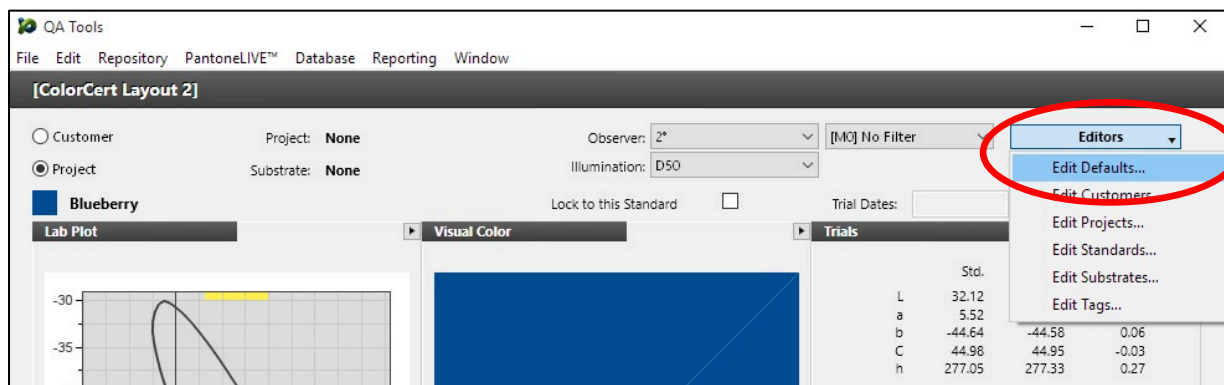 QA Tools
File Edit Repository PantoneLIVE™ Database Reporting Window
[ColorCert Layout 2]
Customer Project: None Observer: 2° [M0] No Filter Editors
Project Substrate: None Illumination: D50 Edit Defaults...
Edit Customers...
Blueberry Lock to this Standard Trial Dates: Edit Projects...
Lab Plot Visual Color Trials Edit Standards...
Std. Edit Substrates...
-30 L 32.12 Edit Tags...
a 5.52
b -44.64 -44.58 0.06
-35 C 44.98 44.95 -0.03
h 277.05 277.33 0.27